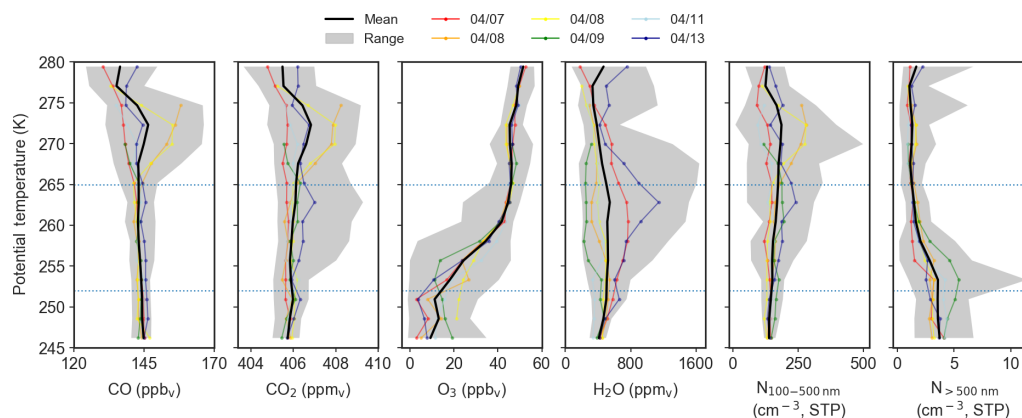 Mean 04/07 04/08 04/11
Range 04/08 04/09 04/13
Potential temperature (K)
280
275
270
265
260
255
250
245
120 145 170
404 406 408 410
0 20 40 60
0 400 800 1200 1600
0 250 500
0 5 10
CO (ppbᵥ)
CO₂ (ppmᵥ)
O₃ (ppbᵥ)
H₂O (ppmᵥ)
N₁₀₀₋₅₀₀ nm
(cm⁻³, STP)
N>500 nm
(cm⁻³, STP)